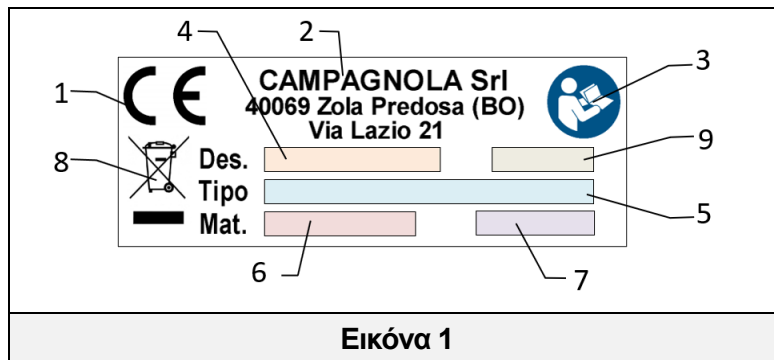 4 2
CE CAMPAGNOLA Srl 3
1 40069 Zola Predosa (BO)
Via Lazio 21
9
8 Des.
Tipo 5
Mat.
6 7
Εικόνα 1